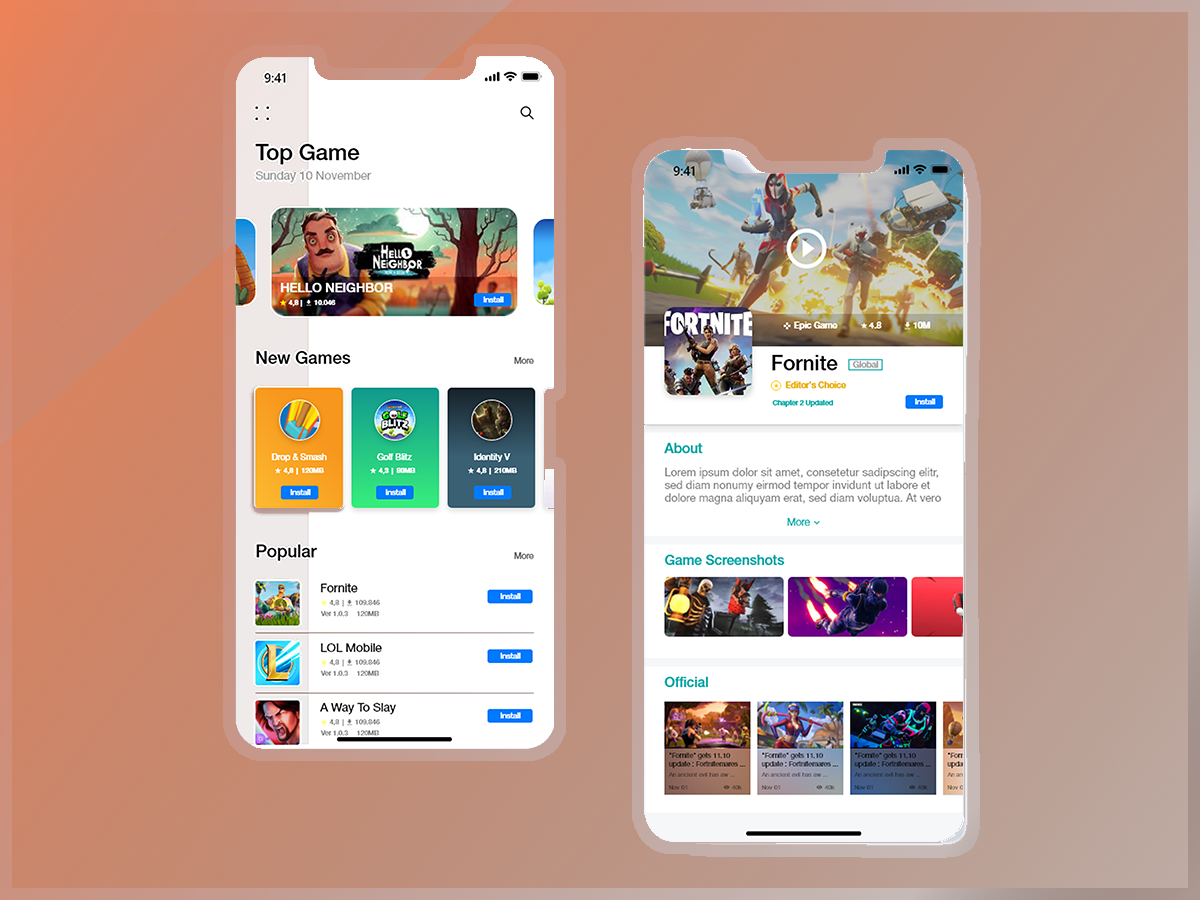 9:41
Top Game
Sunday 10 November
HELLO
NEIGHBOR
HELLO NEIGHBOR
4,8 | 10.046
Install
New Games
More
Drop & Smash
4,8 | 120MB
Install
GOLF
BLITZ
Golf Blitz
4,3 | 90MB
Install
Identity V
4,8 | 210MB
Install
Popular
More
Fornite
4,8 | 109.846
Ver 1.0.3 120MB
Install
LOL Mobile
4,8 | 109.846
Ver 1.0.3 120MB
Install
A Way To Slay
4,8 | 109.846
Ver 1.0.3 120MB
Install
9:41
Epic Game 4.8 10M
FORTNITE
Fornite Global
Editor's Choice
Chapter 2 Updated
Install
About
Lorem ipsum dolor sit amet, consetetur sadipscing elitr,
sed diam nonumy eirmod tempor invidunt ut labore et
dolore magna aliquyam erat, sed diam voluptua. At vero
More
Game Screenshots
Official
"Fornite" gets 11.10
update : Fortnitemares ...
An ancient evil has aw ...
Nov 01 40k
"Fornite" gets 11.10
update : Fortnitemares ...
An ancient evil has aw ...
Nov 01 40k
"Fornite" gets 11.10
update : Fortnitemares ...
An ancient evil has aw ...
Nov 01 40k
"Forn
upda
An an
Nov 0